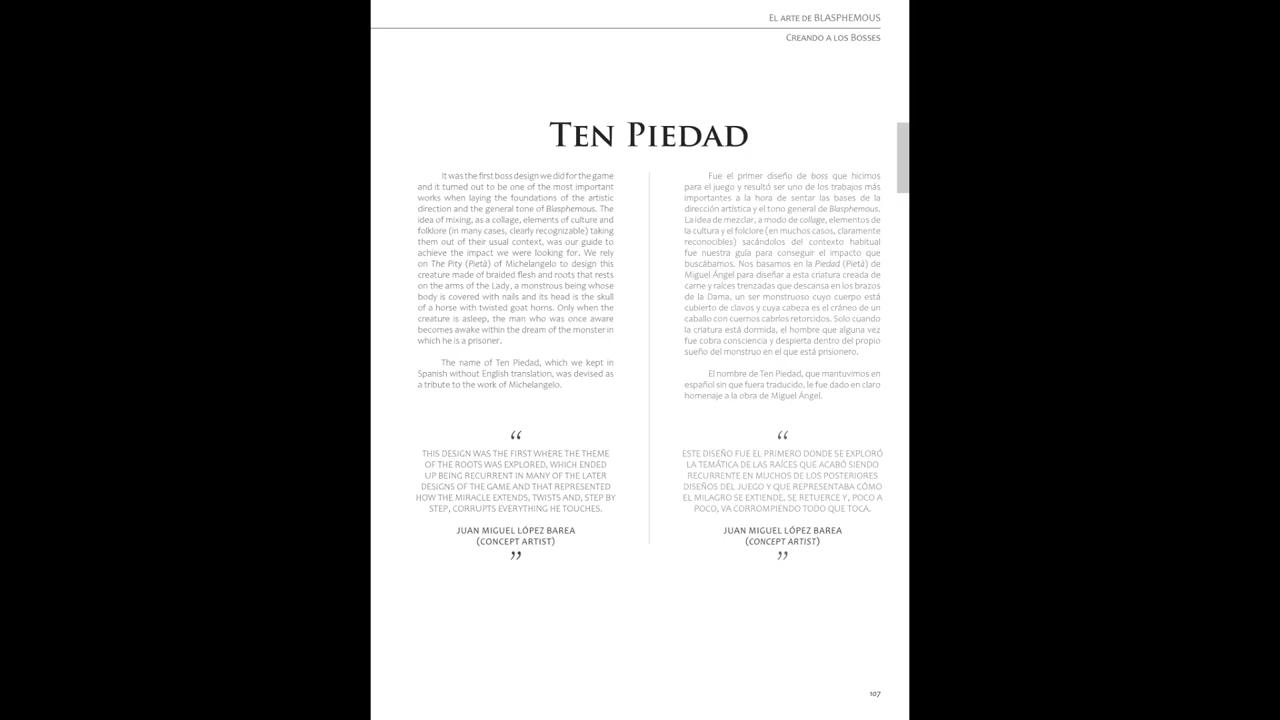 El arte de BLASPHEMOUS
Creando a los Bosses
Ten Piedad
It was the first boss design we did for the game
and it turned out to be one of the most important
works when laying the foundations of the artistic
direction and the general tone of Blasphemous. The
idea of mixing, as a collage, elements of culture and
folklore (in many cases, clearly recognizable) taking
them out of their usual context, was our guide to
achieve the impact we were looking for. We rely
on The Pity (Pietà) of Michelangelo to design this
creature made of braided flesh and roots that rests
on the arms of the Lady, a monstrous being whose
body is covered with nails and its head is the skull
of a horse with twisted goat horns. Only when the
creature is asleep, the man who was once aware
becomes awake within the dream of the monster in
which he is a prisoner.
The name of Ten Piedad, which we kept in
Spanish without English translation, was devised as
a tribute to the work of Michelangelo.
“
THIS DESIGN WAS THE FIRST WHERE THE THEME
OF THE ROOTS WAS EXPLORED, WHICH ENDED
UP BEING RECURRENT IN MANY OF THE LATER
DESIGNS OF THE GAME AND THAT REPRESENTED
HOW THE MIRACLE EXTENDS, TWISTS AND, STEP BY
STEP, CORRUPTS EVERYTHING HE TOUCHES.
JUAN MIGUEL LÓPEZ BAREA
(CONCEPT ARTIST)
”
Fue el primer diseño de boss que hicimos
para el juego y resultó ser uno de los trabajos más
importantes a la hora de sentar las bases de la
dirección artística y el tono general de Blasphemous.
La idea de mezclar, a modo de collage, elementos de
la cultura y el folclore (en muchos casos, claramente
reconocibles) sacándolos del contexto habitual
fue nuestra guía para conseguir el impacto que
buscábamos. Nos basamos en la Piedad (Pietà) de
Miguel Ángel para diseñar a esta criatura creada de
carne y raíces trenzadas que descansa en los brazos
de la Dama, un ser monstruoso cuyo cuerpo está
cubierto de clavos y cuya cabeza es el cráneo de un
caballo con cuernos cabríos retorcidos. Solo cuando
la criatura está dormida, el hombre que alguna vez
fue cobra consciencia y despierta dentro del propio
sueño del monstruo en el que está prisionero.
El nombre de Ten Piedad, que mantuvimos en
español sin que fuera traducido, le fue dado en claro
homenaje a la obra de Miguel Ángel.
“
ESTE DISEÑO FUE EL PRIMERO DONDE SE EXPLORÓ
LA TEMÁTICA DE LAS RAÍCES QUE ACABÓ SIENDO
RECURRENTE EN MUCHOS DE LOS POSTERIORES
DISEÑOS DEL JUEGO Y QUE REPRESENTABA CÓMO
EL MILAGRO SE EXTIENDE, SE RETUERCE Y, POCO A
POCO, VA CORROMPIENDO TODO QUE TOCA.
JUAN MIGUEL LÓPEZ BAREA
(CONCEPT ARTIST)
”
107